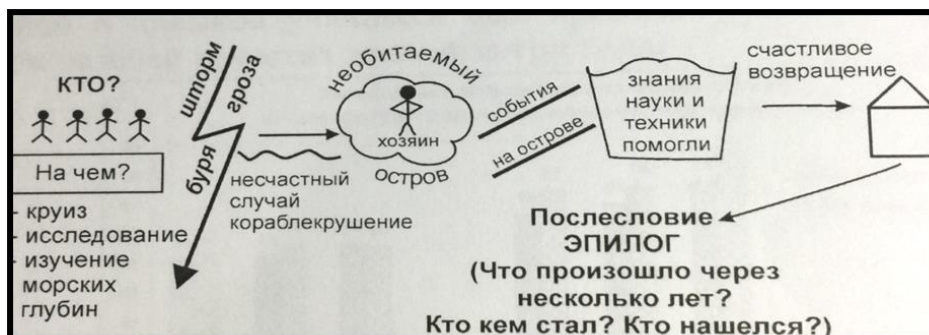 КТО?
На чем?
- круиз
- исследование
- изучение
морских
глубин
шторм
гроза
буря
несчастный
случай
кораблекрушение
необитаемый
хозяин
остров
события
на острове
знания
науки и
техники
помогли
счастливое
возвращение
Послесловие
ЭПИЛОГ
(Что произошло через
несколько лет?
Кто кем стал? Кто нашелся?)